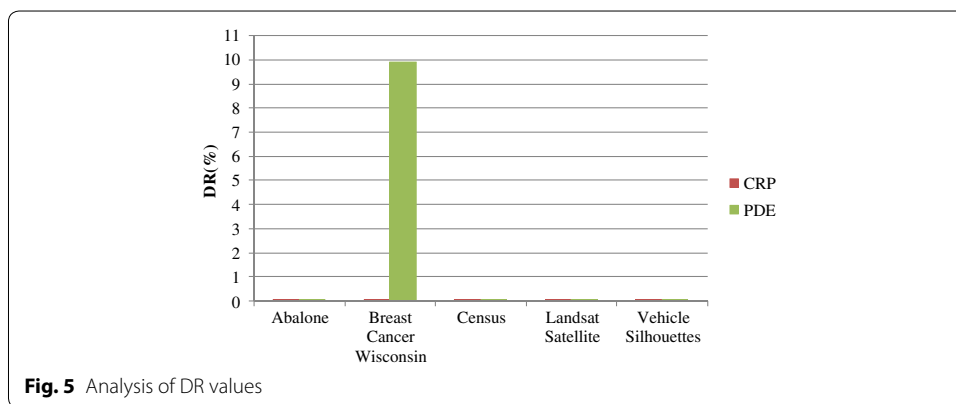 11
10
9
8
7
6
5
4
3
2
1
0
DR(%)
Abalone
Breast
Cancer
Wisconsin
Census
Landsat
Satellite
Vehicle
Silhouettes
CRP
PDE
Fig. 5 Analysis of DR values